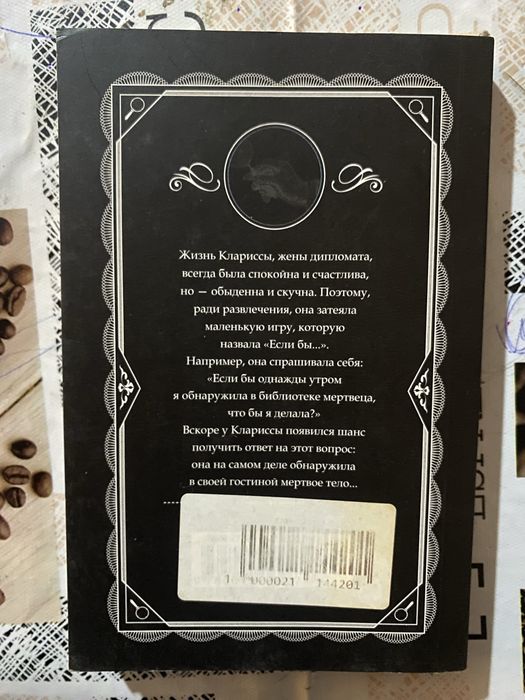 Жизнь Клариссы, жены дипломата,
всегда была спокойна и счастлива,
но — обыденна и скучна. Поэтому,
ради развлечения, она затеяла
маленькую игру, которую
назвала «Если бы...».
Например, она спрашивала себя:
«Если бы однажды утром
я обнаружила в библиотеке мертвеца,
что бы я делала?»
Вскоре у Клариссы появился шанс
получить ответ на этот вопрос:
она на самом деле обнаружила
в своей гостиной мертвое тело...
000021 144201